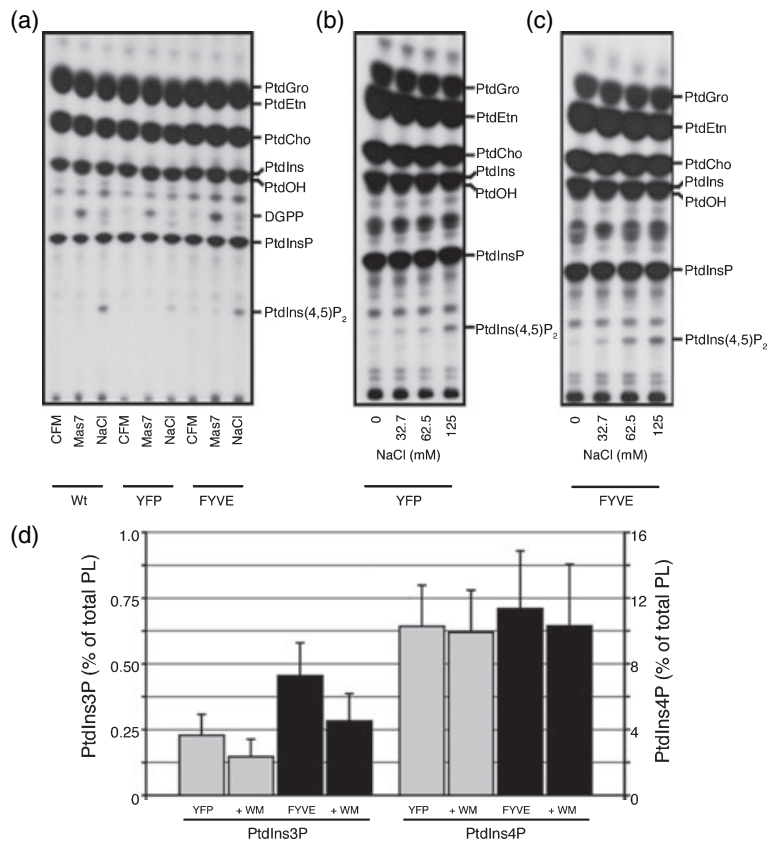 (a)
PtdGro
PtdEtn
PtdCho
PtdIns
PtdOH
DGPP
PtdInsP
PtdIns(4,5)P2
CFM Mas7 NaCl CFM Mas7 NaCl CFM Mas7 NaCl
Wt YFP FYVE
(b)
PtdGro
PtdEtn
PtdCho
PtdIns
PtdOH
PtdInsP
PtdIns(4,5)P2
0 32.7 62.5 125
NaCl (mM)
YFP
(c)
PtdGro
PtdEtn
PtdCho
PtdIns
PtdOH
PtdInsP
PtdIns(4,5)P2
0 32.7 62.5 125
NaCl (mM)
FYVE
(d)
PtdIns3P (% of total PL)
1.0
0.75
0.50
0.25
0
16
12
8
4
0
PtdIns4P (% of total PL)
YFP + WM FYVE + WM YFP + WM FYVE + WM
PtdIns3P PtdIns4P